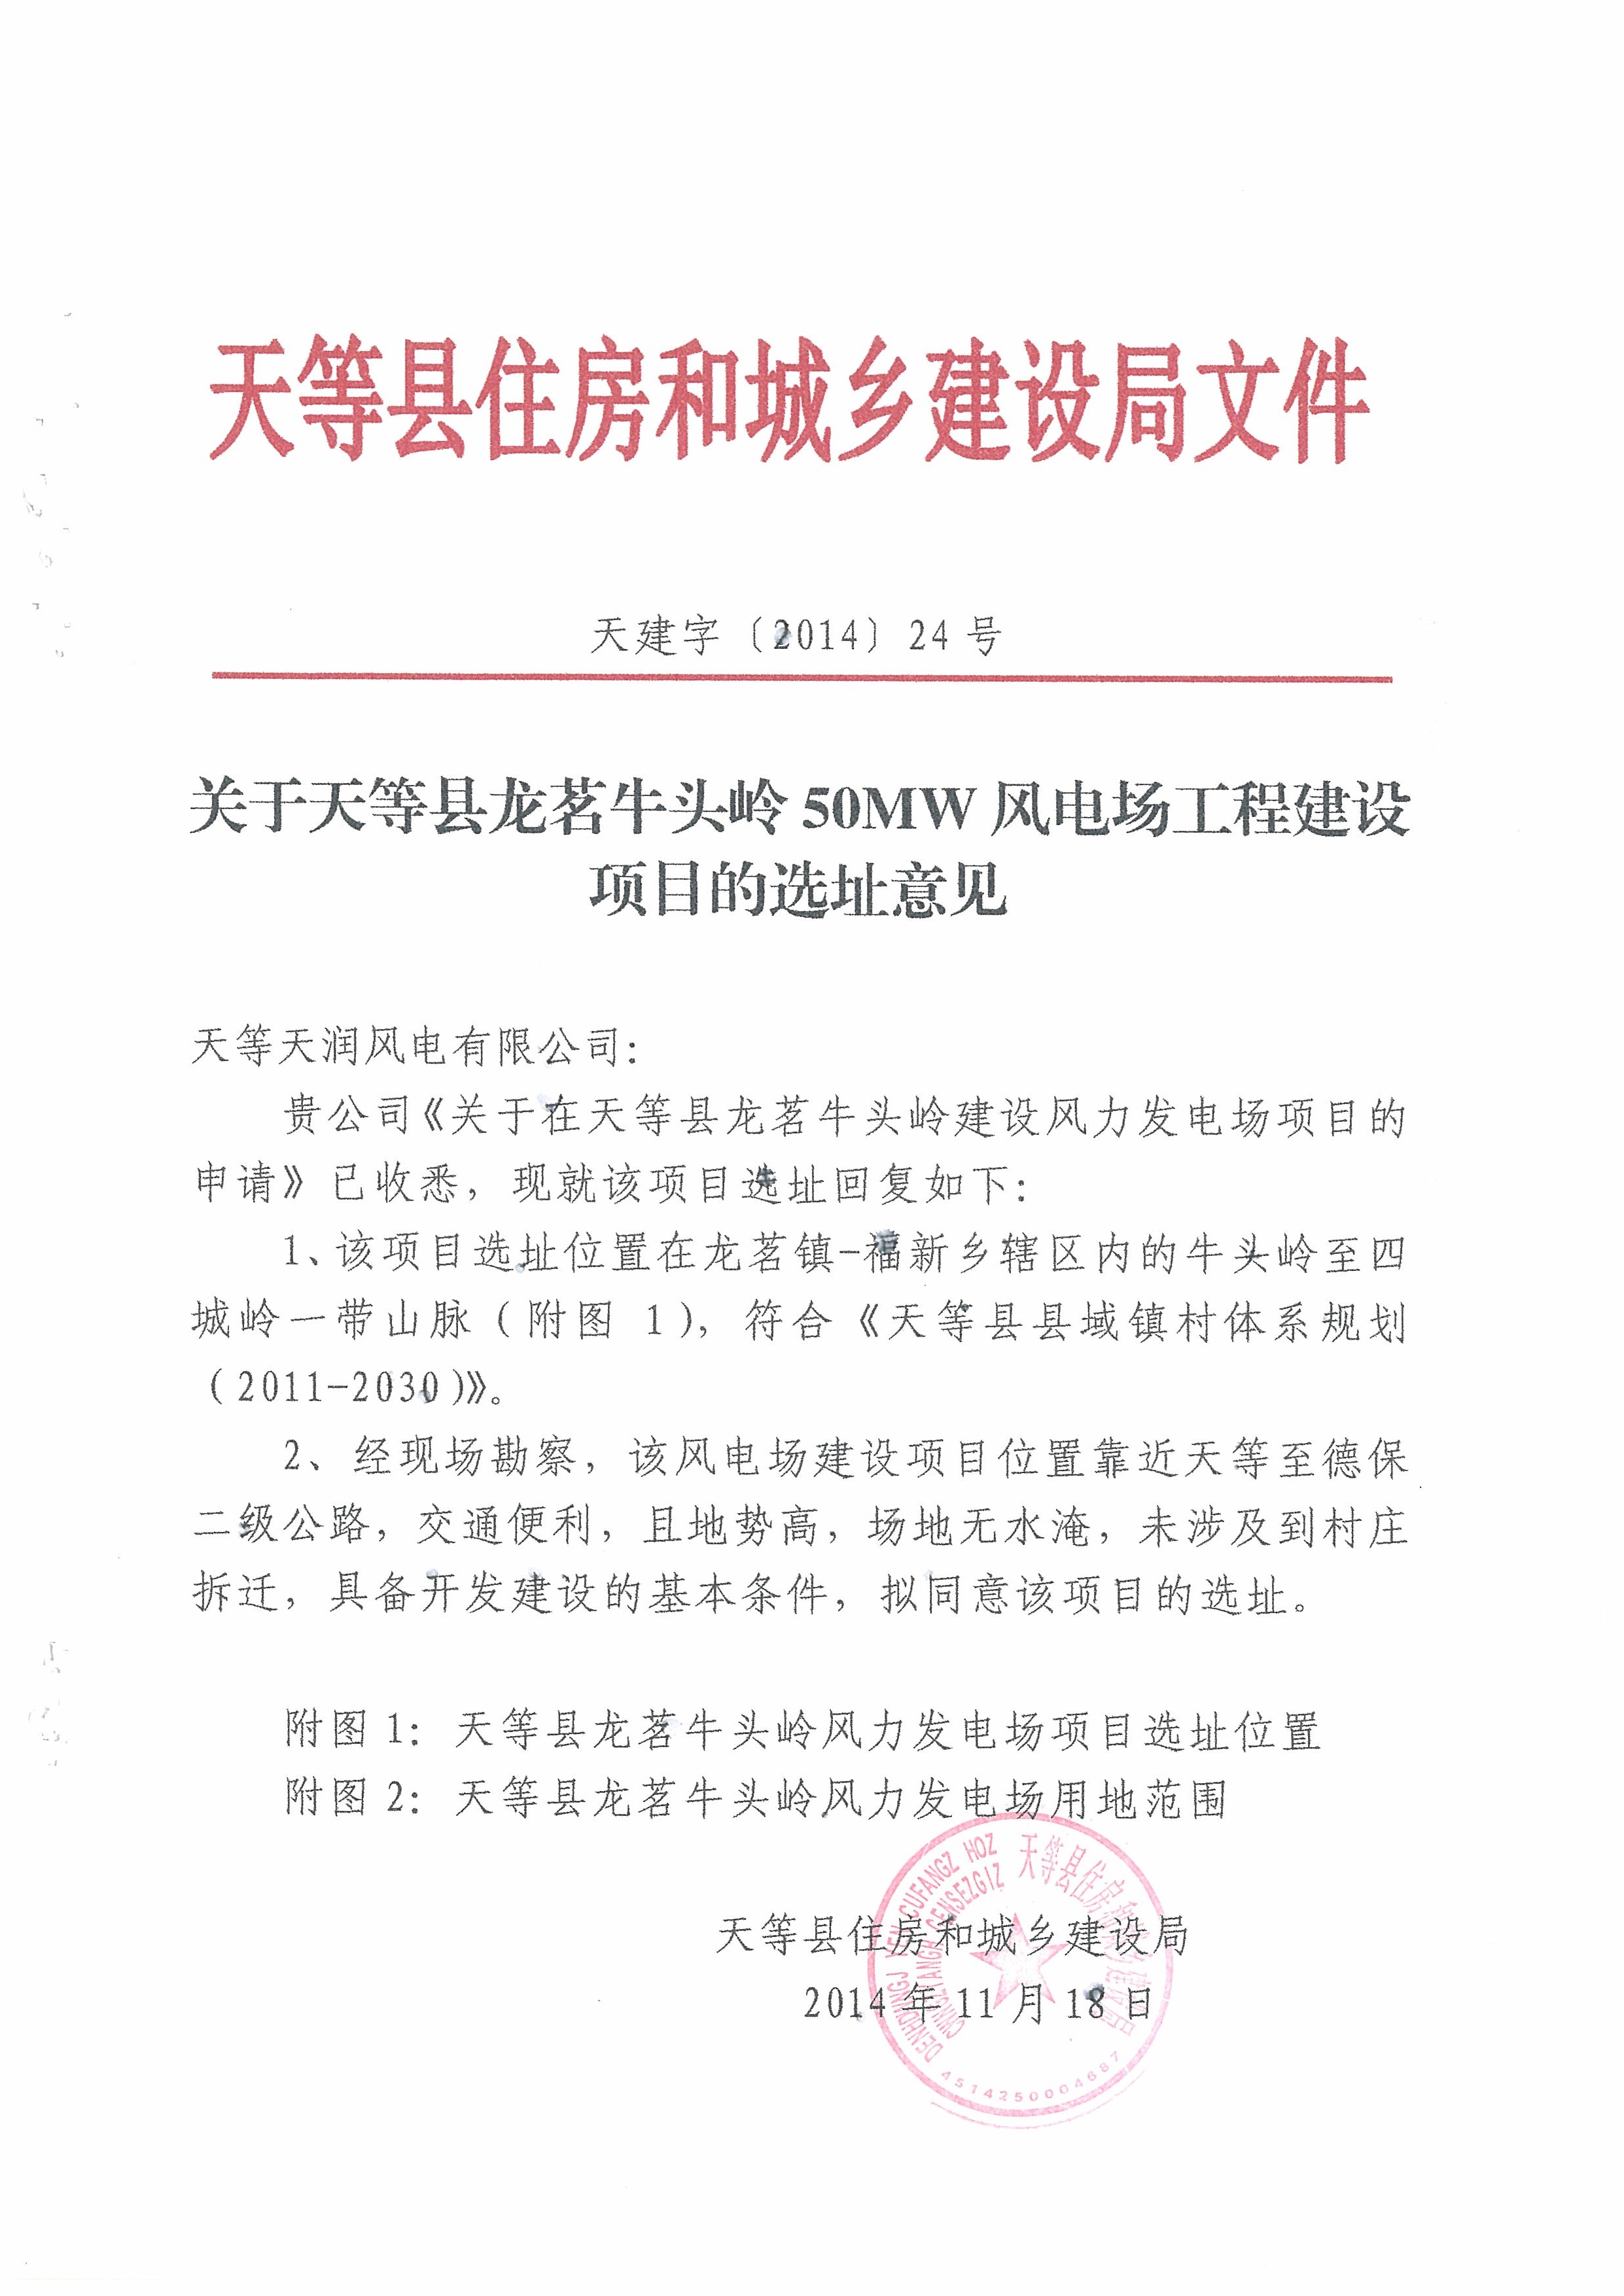 天等县住房和城乡建设局文件
天建字〔2014〕24号
关于天等县龙茗牛头岭50MW风电场工程建设
项目的选址意见
天等天润风电有限公司：
贵公司《关于在天等县龙茗牛头岭建设风力发电场项目的
申请》已收悉，现就该项目选址回复如下：
1、该项目选址位置在龙茗镇-福新乡辖区内的牛头岭至四
城岭一带山脉（附图 1），符合《天等县县域镇村体系规划
（2011-2030）》。
2、经现场勘察，该风电场建设项目位置靠近天等至德保
二级公路，交通便利，且地势高，场地无水淹，未涉及到村庄
拆迁，具备开发建设的基本条件，拟同意该项目的选址。
附图 1：天等县龙茗牛头岭风力发电场项目选址位置
附图 2：天等县龙茗牛头岭风力发电场用地范围
天等县住房和城乡建设局
2014 年 11 月 18 日
DENHDWNGJ YEN CUFANGZ HOZ
CWNGZYANGH GENSEZGIZ
天等县住房和城乡建设局
4514250004687